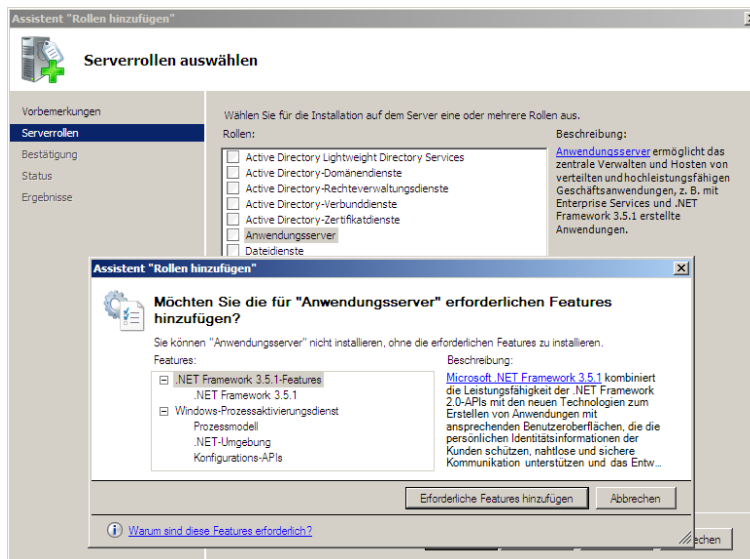 Assistent "Rollen hinzufügen"
Serverrollen auswählen
Vorbemerkungen
Serverrollen
Bestätigung
Status
Ergebnisse
Wählen Sie für die Installation auf dem Server eine oder mehrere Rollen aus.
Rollen:
Active Directory Lightweight Directory Services
Active Directory-Domänendienste
Active Directory-Rechteverwaltungsdienste
Active Directory-Verbunddienste
Active Directory-Zertifikatdienste
Anwendungsserver
Dateidienste
Beschreibung:
Anwendungsserver ermöglicht das
zentrale Verwalten und Hosten von
verteilten und hochleistungsfähigen
Geschäftsanwendungen, z. B. mit
Enterprise Services und .NET
Framework 3.5.1 erstellte
Anwendungen.
Assistent "Rollen hinzufügen"
Möchten Sie die für "Anwendungsserver" erforderlichen Features
hinzufügen?
Sie können "Anwendungsserver" nicht installieren, ohne die erforderlichen Features zu installieren.
Features:
.NET Framework 3.5.1-Features
.NET Framework 3.5.1
Windows-Prozessaktivierungsdienst
Prozessmodell
.NET-Umgebung
Konfigurations-APIs
Beschreibung:
Microsoft .NET Framework 3.5.1 kombiniert
die Leistungsfähigkeit der .NET Framework
2.0-APIs mit den neuen Technologien zum
Erstellen von Anwendungen mit
ansprechenden Benutzeroberflächen, die die
persönlichen Identitätsinformationen der
Kunden schützen, nahtlose und sichere
Kommunikation unterstützen und das Entw...
Erforderliche Features hinzufügen
Abbrechen
Warum sind diese Features erforderlich?
echen